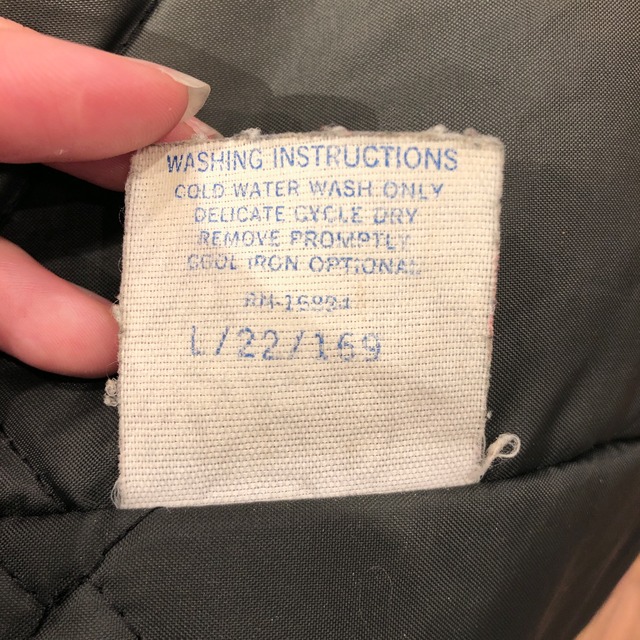 WASHING INSTRUCTIONS
COLD WATER WASH ONLY
DELICATE CYCLE DRY
REMOVE PROMPTLY
COOL IRON OPTIONAL
L/22/169